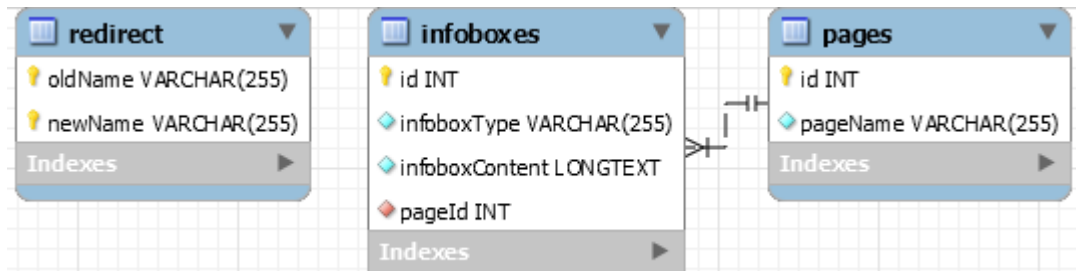 redirect
oldName VARCHAR(255)
newName VARCHAR(255)
Indexes
infoboxes
id INT
infoboxType VARCHAR(255)
infoboxContent LONGTEXT
pageId INT
Indexes
pages
id INT
pageName VARCHAR(255)
Indexes